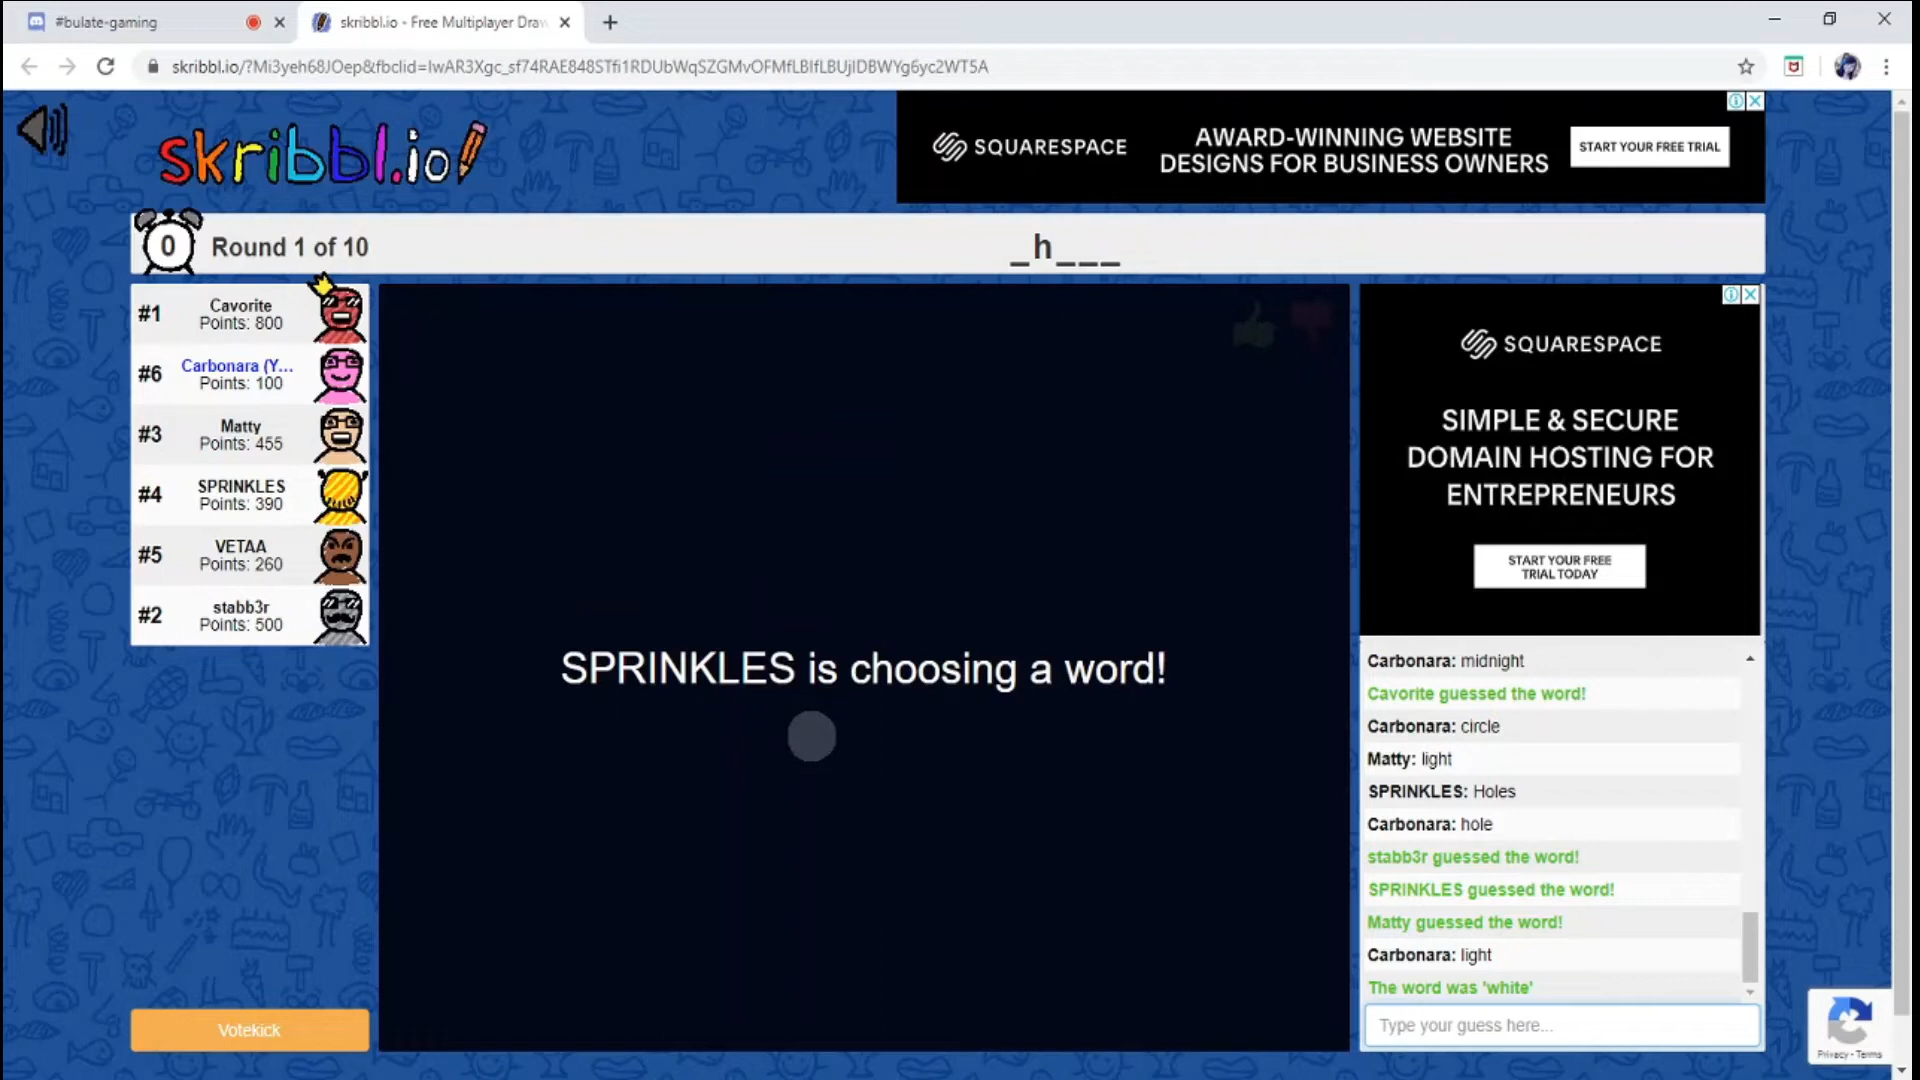 #bulate-gaming
skribbl.io - Free Multiplayer Draw
skribbl.io/?Mi3yeh68JOep&fbclid=IwAR3Xgc_sf74RAE848STfi1RDUbWqSZGMvOFMfLBIfLBUjIDBWYg6yc2WT5A
skribbl.io
SQUARESPACE
AWARD-WINNING WEBSITE
DESIGNS FOR BUSINESS OWNERS
START YOUR FREE TRIAL
0
Round 1 of 10
_h___
#1
Cavorite
Points: 800
#6
Carbonara (Y...
Points: 100
#3
Matty
Points: 455
#4
SPRINKLES
Points: 390
#5
VETAA
Points: 260
#2
stabb3r
Points: 500
Votekick
SPRINKLES is choosing a word!
SQUARESPACE
SIMPLE & SECURE
DOMAIN HOSTING FOR
ENTREPRENEURS
START YOUR FREE
TRIAL TODAY
Carbonara: midnight
Cavorite guessed the word!
Carbonara: circle
Matty: light
SPRINKLES: Holes
Carbonara: hole
stabb3r guessed the word!
SPRINKLES guessed the word!
Matty guessed the word!
Carbonara: light
The word was 'white'
Type your guess here...
Privacy - Terms